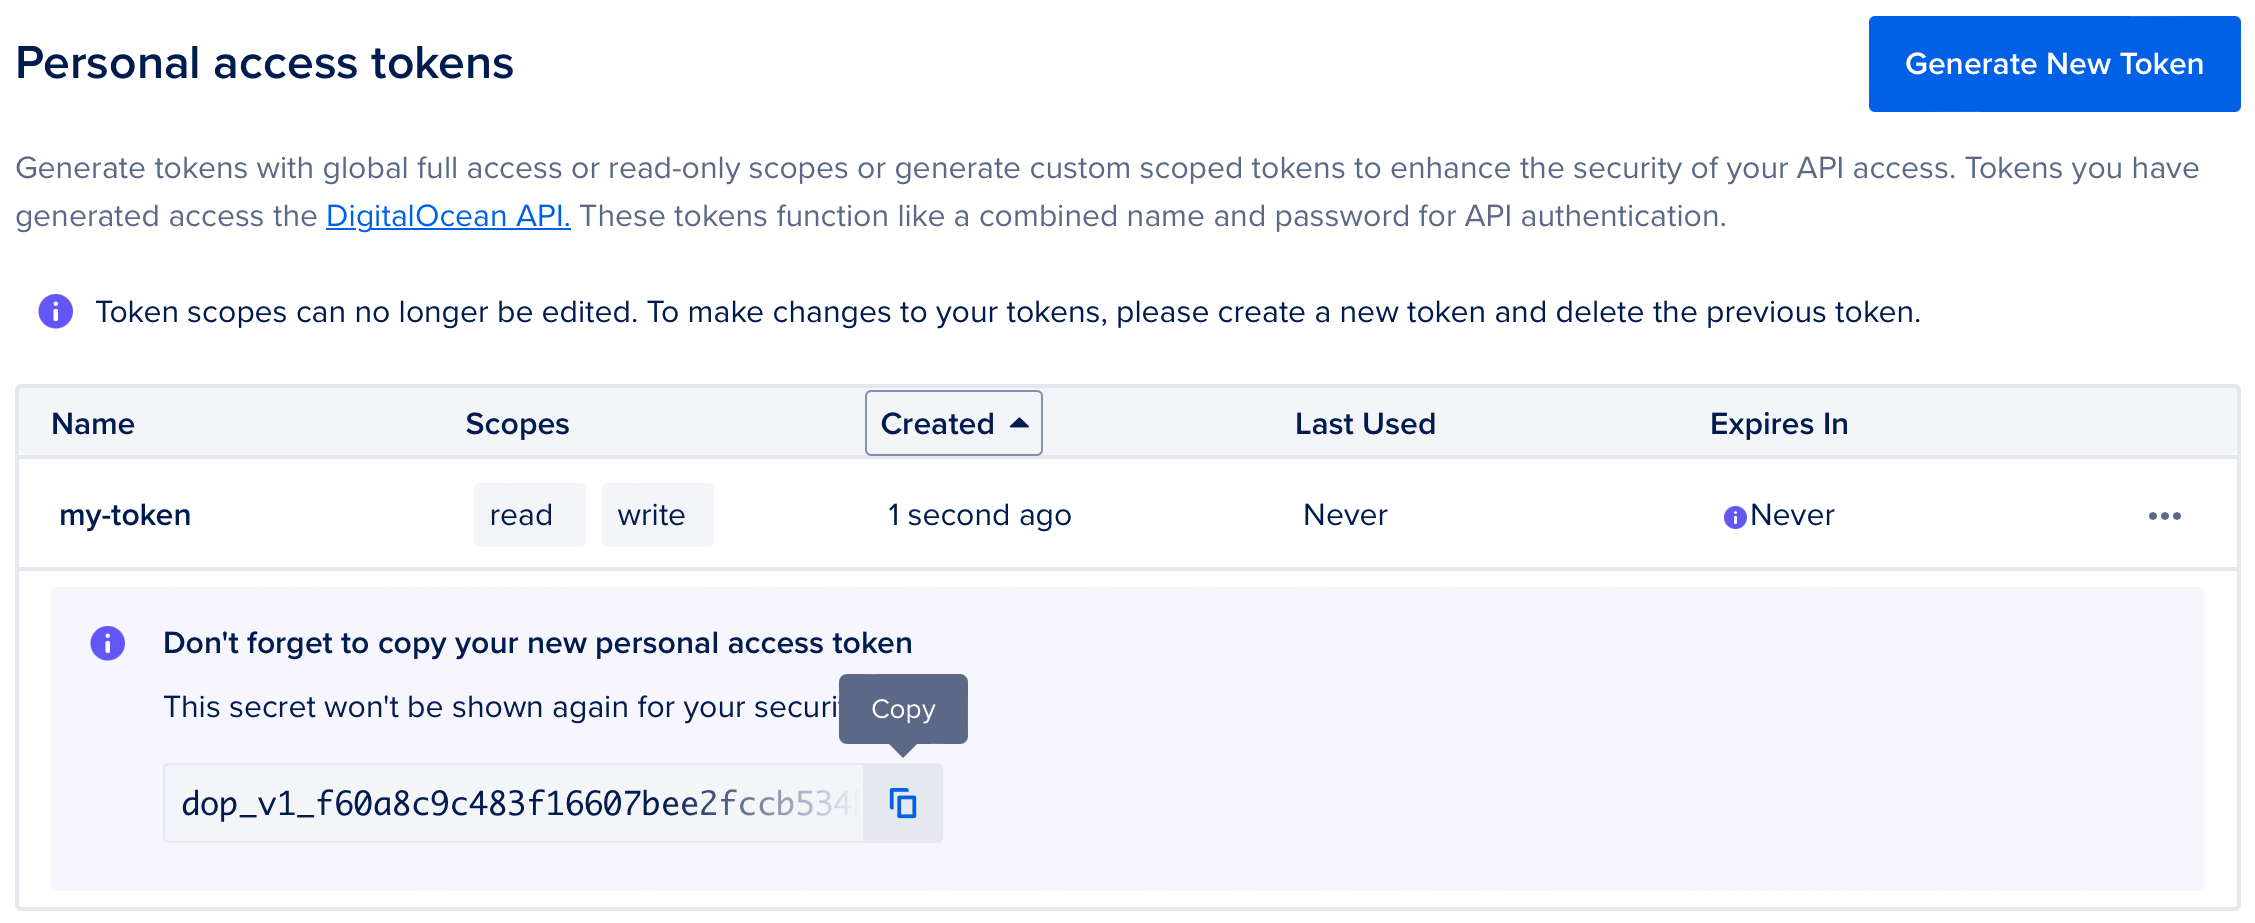 Personal access tokens
Generate New Token
Generate tokens with global full access or read-only scopes or generate custom scoped tokens to enhance the security of your API access. Tokens you have
generated access the DigitalOcean API. These tokens function like a combined name and password for API authentication.
Token scopes can no longer be edited. To make changes to your tokens, please create a new token and delete the previous token.
Name Scopes Created Last Used Expires In
my-token read write 1 second ago Never Never
Don't forget to copy your new personal access token
This secret won't be shown again for your securi
Copy
dop_v1_f60a8c9c483f16607bee2fccb534